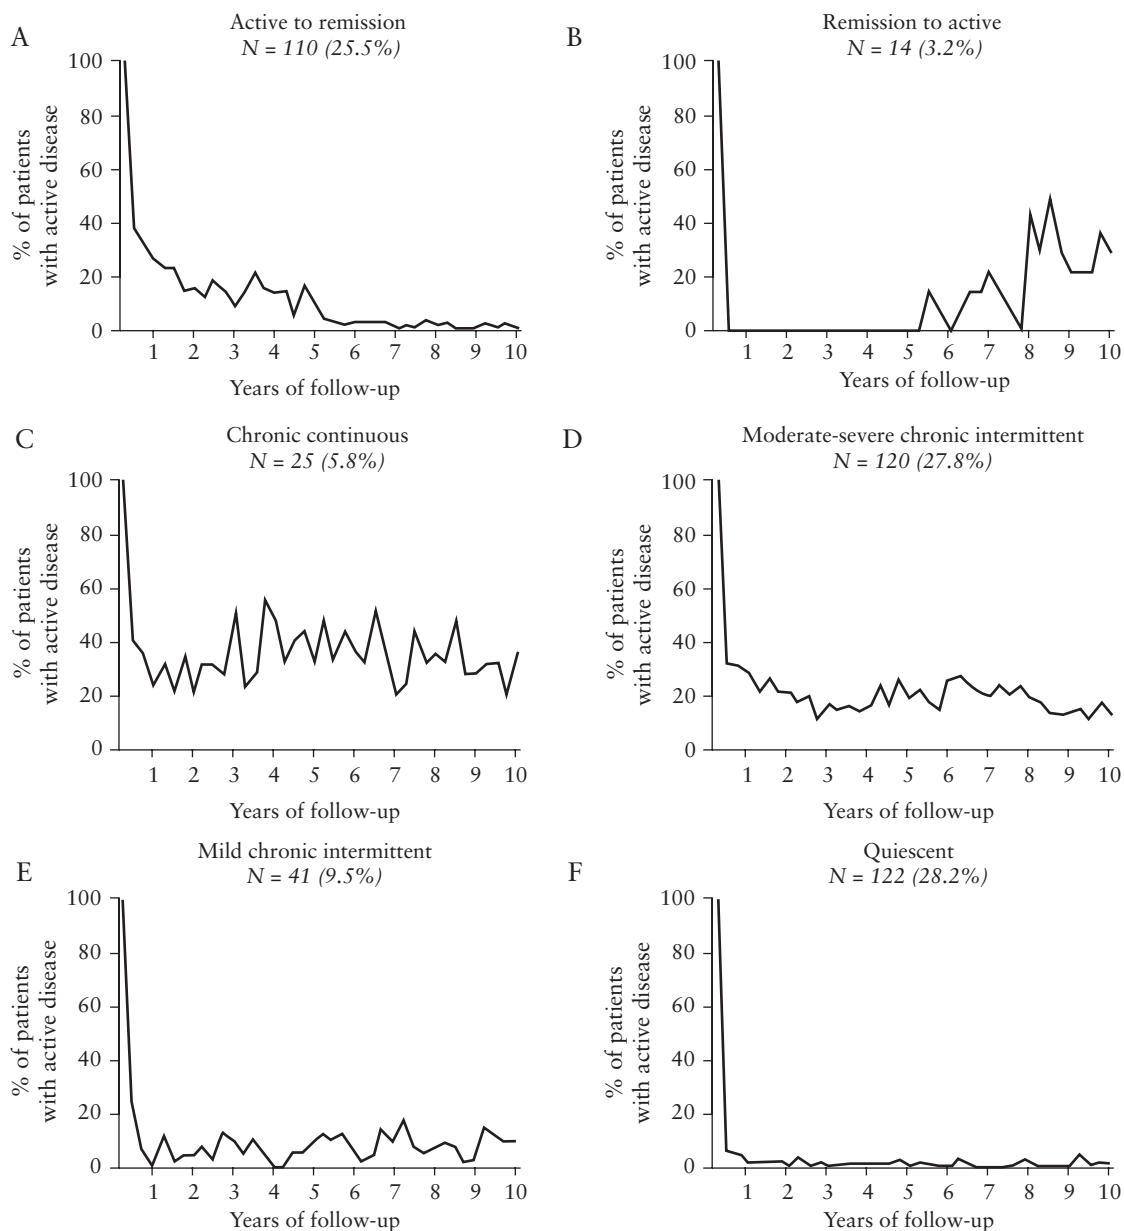 A
Active to remission
N = 110 (25.5%)
% of patients
with active disease
100
80
60
40
20
0
1 2 3 4 5 6 7 8 9 10
Years of follow-up
B
Remission to active
N = 14 (3.2%)
% of patients
with active disease
100
80
60
40
20
0
1 2 3 4 5 6 7 8 9 10
Years of follow-up
C
Chronic continuous
N = 25 (5.8%)
% of patients
with active disease
100
80
60
40
20
0
1 2 3 4 5 6 7 8 9 10
Years of follow-up
D
Moderate-severe chronic intermittent
N = 120 (27.8%)
% of patients
with active disease
100
80
60
40
20
0
1 2 3 4 5 6 7 8 9 10
Years of follow-up
E
Mild chronic intermittent
N = 41 (9.5%)
% of patients
with active disease
100
80
60
40
20
0
1 2 3 4 5 6 7 8 9 10
Years of follow-up
F
Quiescent
N = 122 (28.2%)
% of patients
with active disease
100
80
60
40
20
0
1 2 3 4 5 6 7 8 9 10
Years of follow-up